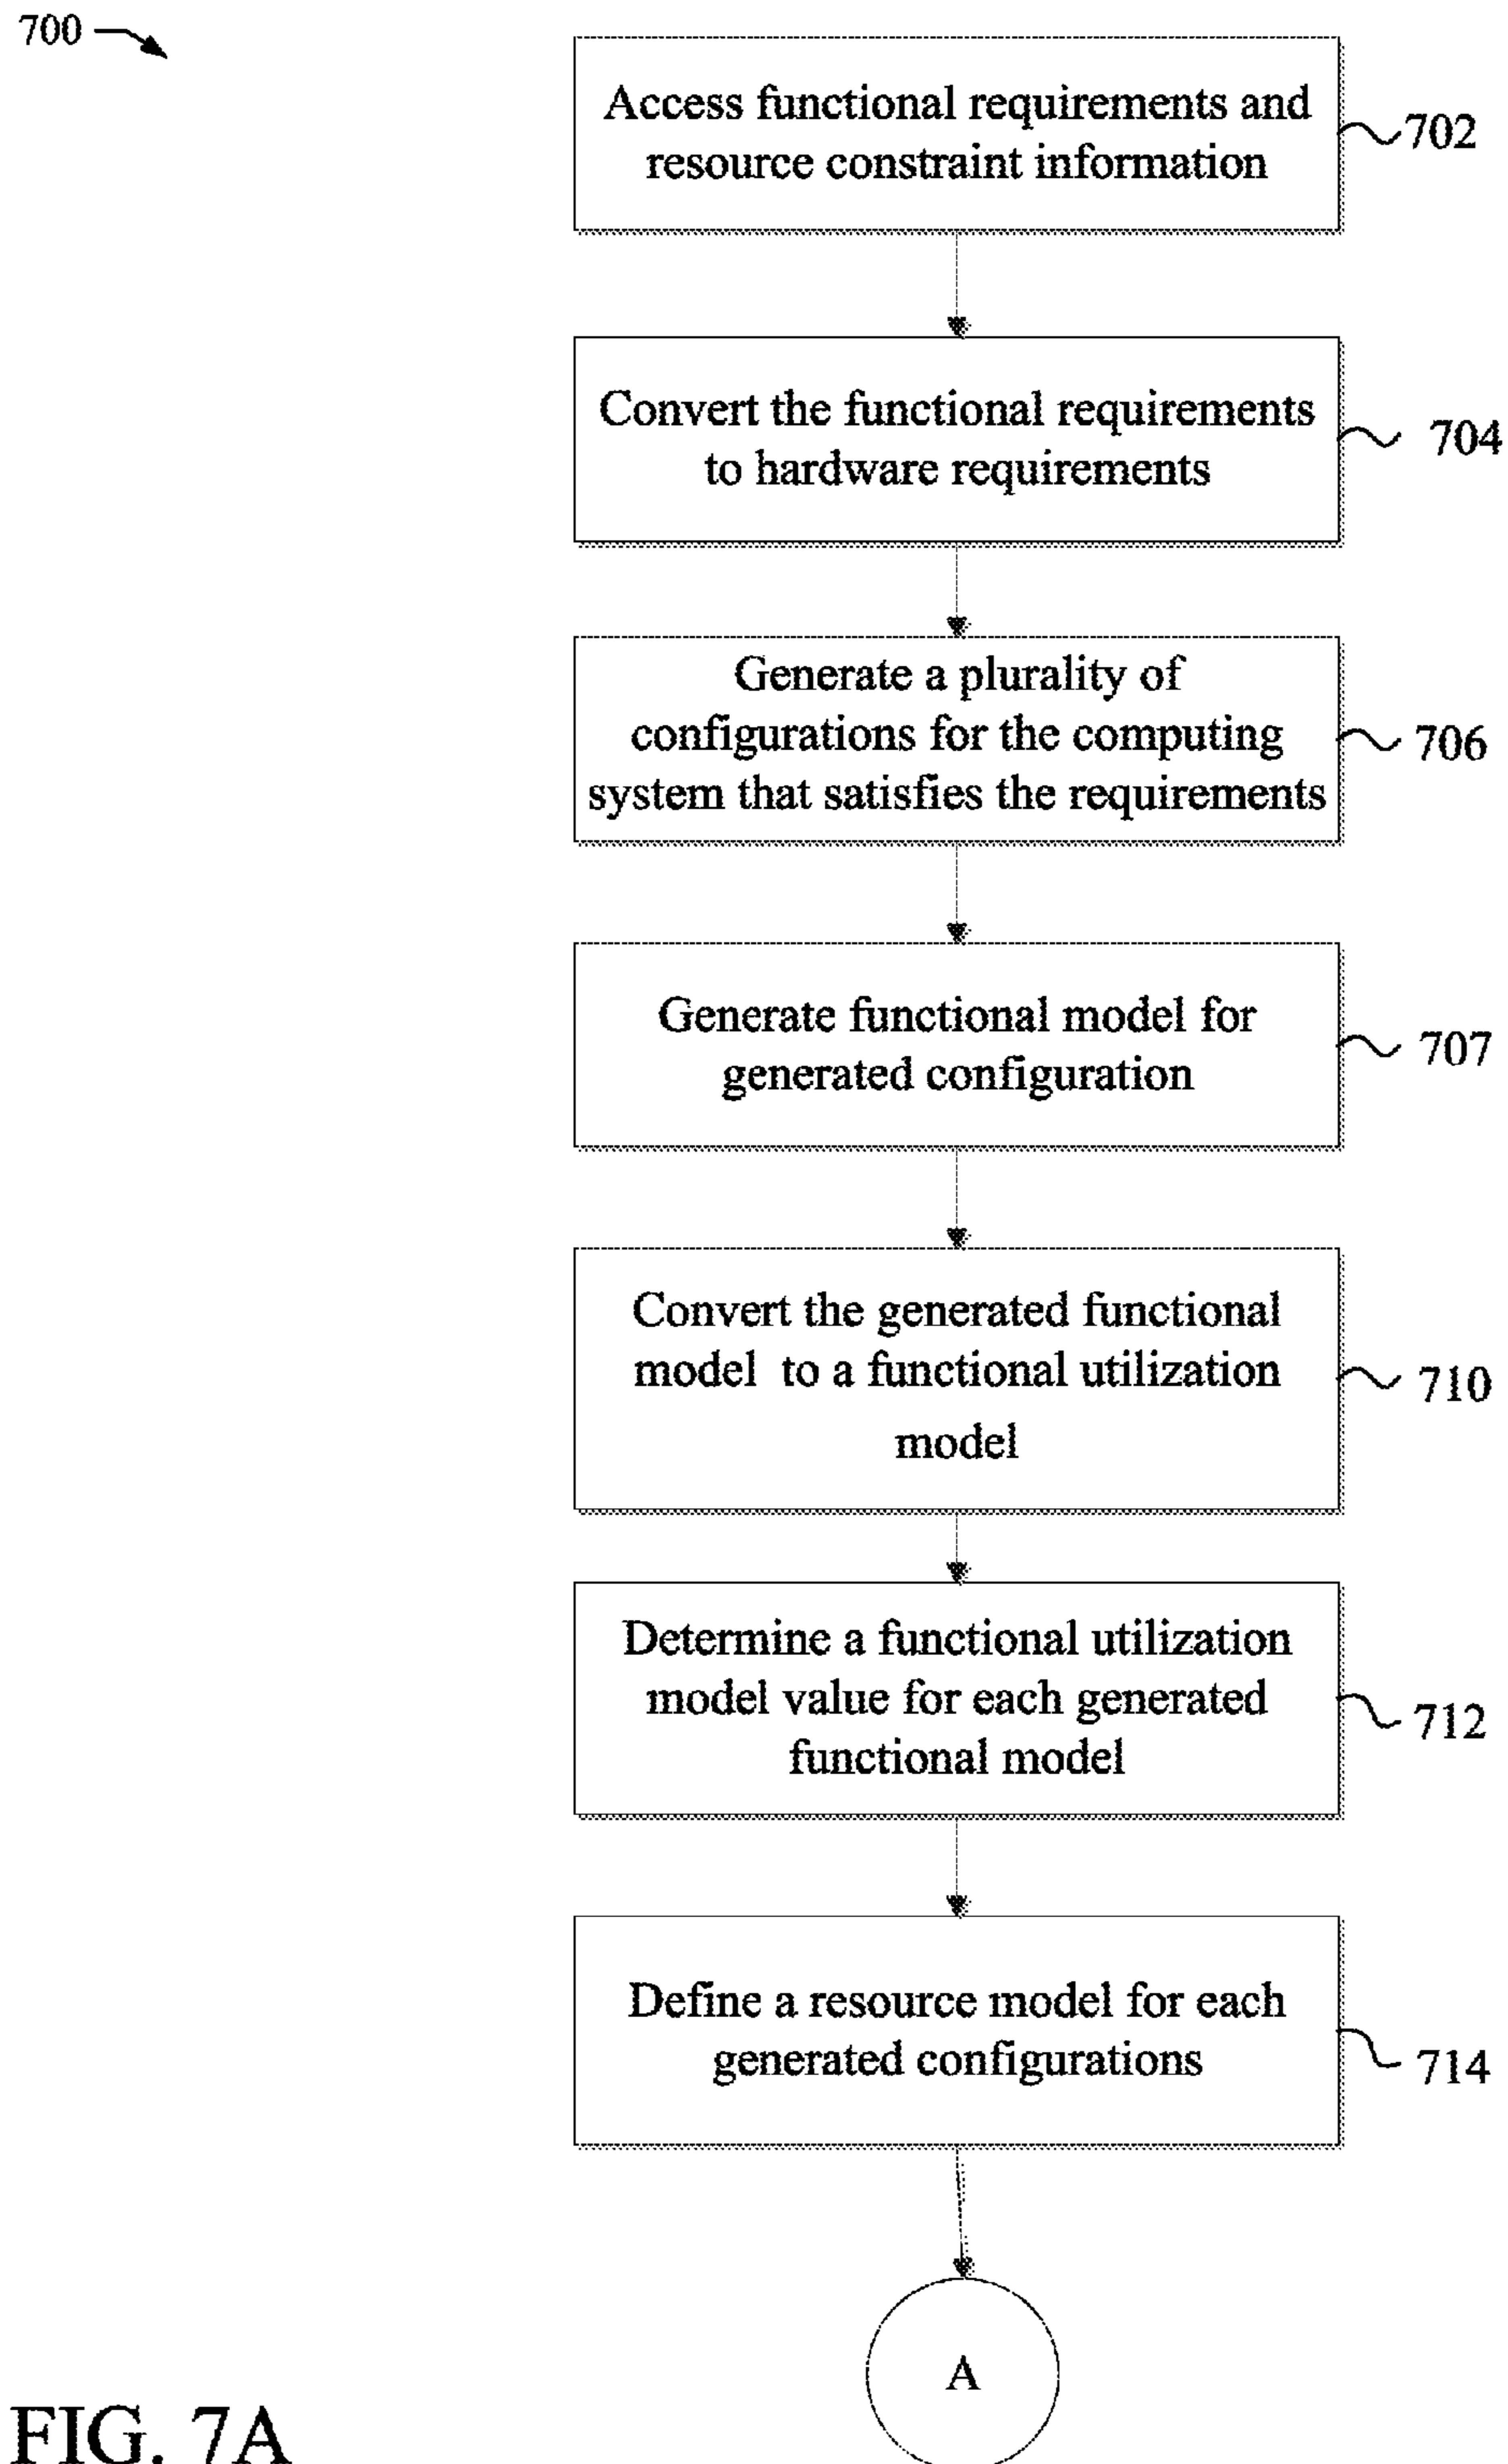 700
Access functional requirements and
resource constraint information
702
Convert the functional requirements
to hardware requirements
704
Generate a plurality of
configurations for the computing
system that satisfies the requirements
706
Generate functional model for
generated configuration
707
Convert the generated functional
model to a functional utilization
model
710
Determine a functional utilization
model value for each generated
functional model
712
Define a resource model for each
generated configurations
714
A
FIG. 7A